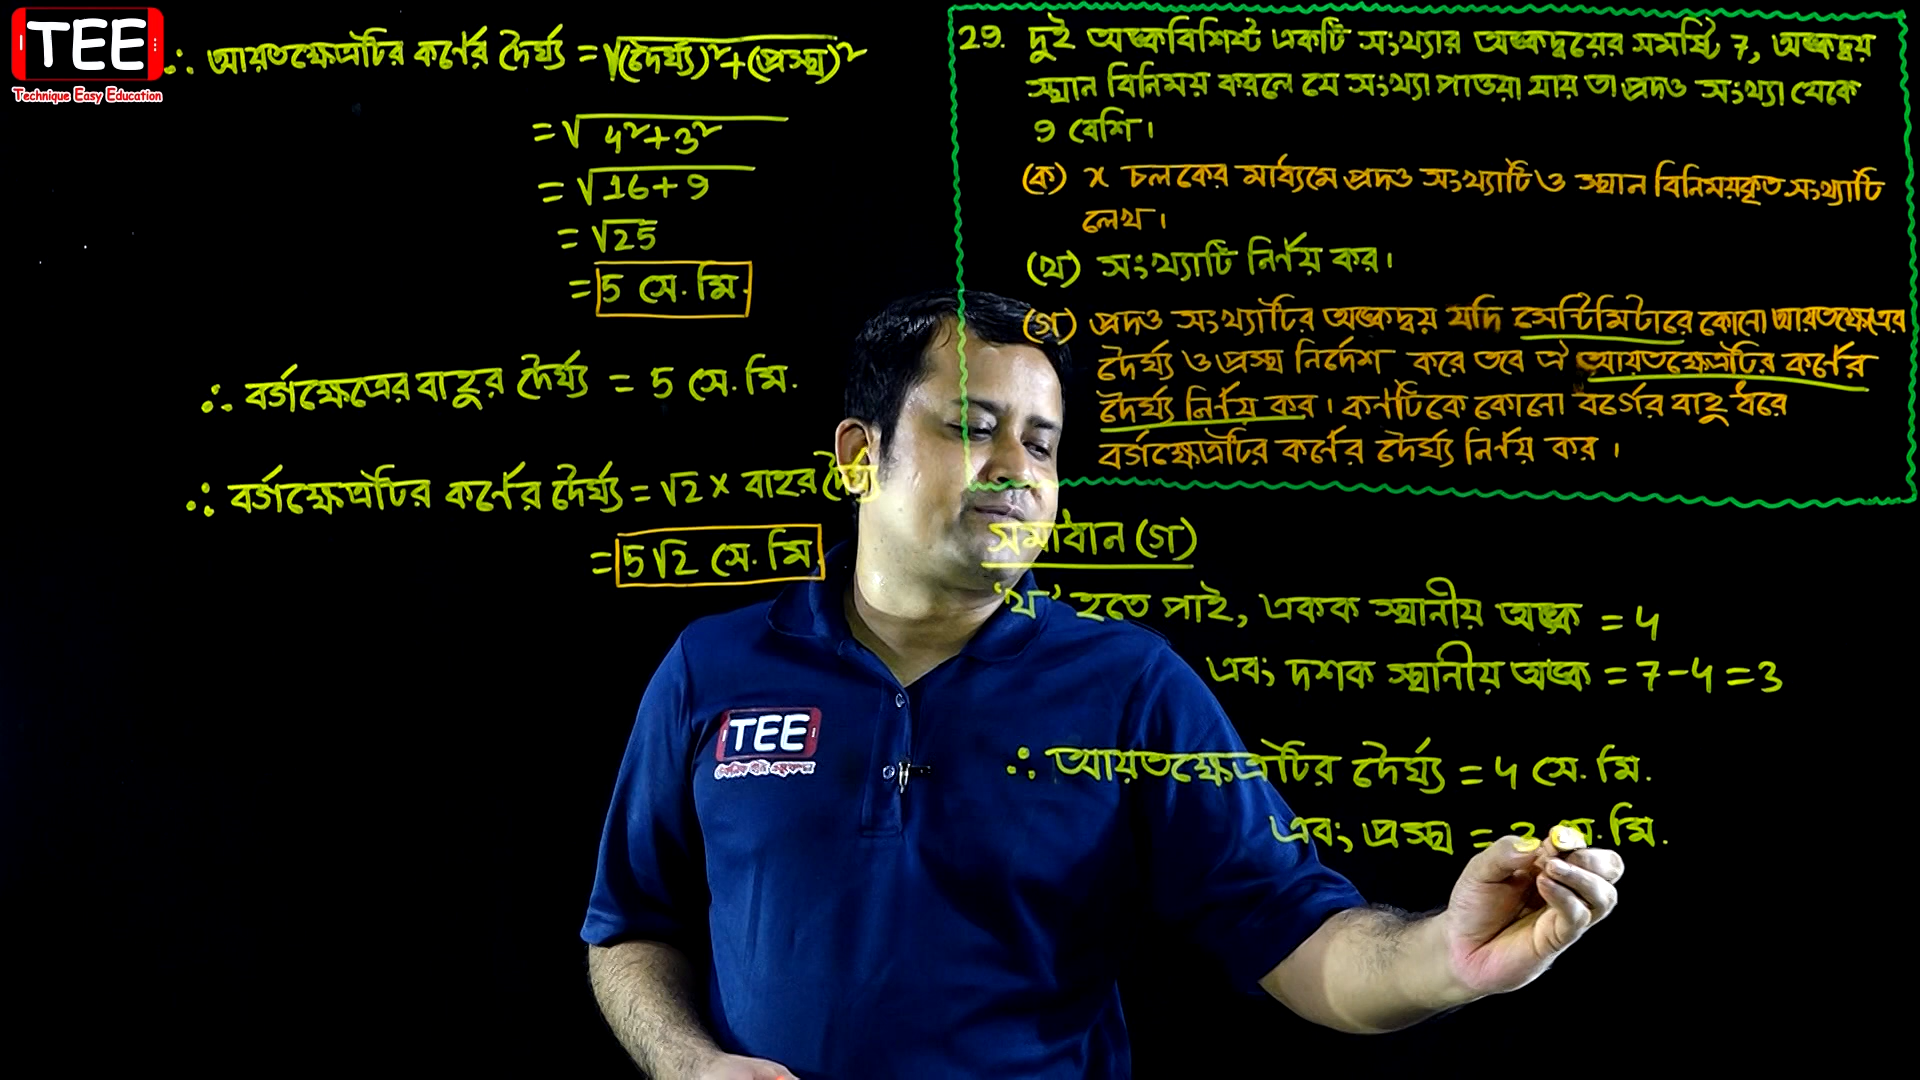 TEE
Technique Easy Education
∴ আয়তক্ষেত্রটির কর্ণের দৈর্ঘ্য = √(দৈর্ঘ্য)²+(প্রস্থ)²
= √4²+3²
= √16+9
= √25
= 5 সে. মি.
∴ বর্গক্ষেত্রের বাহুর দৈর্ঘ্য = 5 সে. মি.
∴ বর্গক্ষেত্রটির কর্ণের দৈর্ঘ্য = √2 × বাহুর দৈর্ঘ্য
= 5√2 সে. মি.
29. দুই অঙ্কবিশিষ্ট একটি সংখ্যার অঙ্কদ্বয়ের সমষ্টি 7, অঙ্কদ্বয়
স্থান বিনিময় করলে যে সংখ্যা পাওয়া যায় তা প্রদত্ত সংখ্যা থেকে
9 বেশি।
(ক) x চলকের মাধ্যমে প্রদত্ত সংখ্যাটি ও স্থান বিনিময়কৃত সংখ্যাটি
লেখ।
(খ) সংখ্যাটি নির্ণয় কর।
(গ) প্রদত্ত সংখ্যাটির অঙ্কদ্বয় যদি সেন্টিমিটারে কোনো আয়তক্ষেত্রের
দৈর্ঘ্য ও প্রস্থ নির্দেশ করে তবে ঐ আয়তক্ষেত্রটির কর্ণের
দৈর্ঘ্য নির্ণয় কর। কর্ণটিকে কোনো বর্গের বাহু ধরে
বর্গক্ষেত্রটির কর্ণের দৈর্ঘ্য নির্ণয় কর।
সমাধান (গ)
'খ' হতে পাই, একক স্থানীয় অঙ্ক = 4
এবং দশক স্থানীয় অঙ্ক = 7-4 = 3
∴ আয়তক্ষেত্রটির দৈর্ঘ্য = 4 সে. মি.
এবং প্রস্থ = 3 সে. মি.
TEE